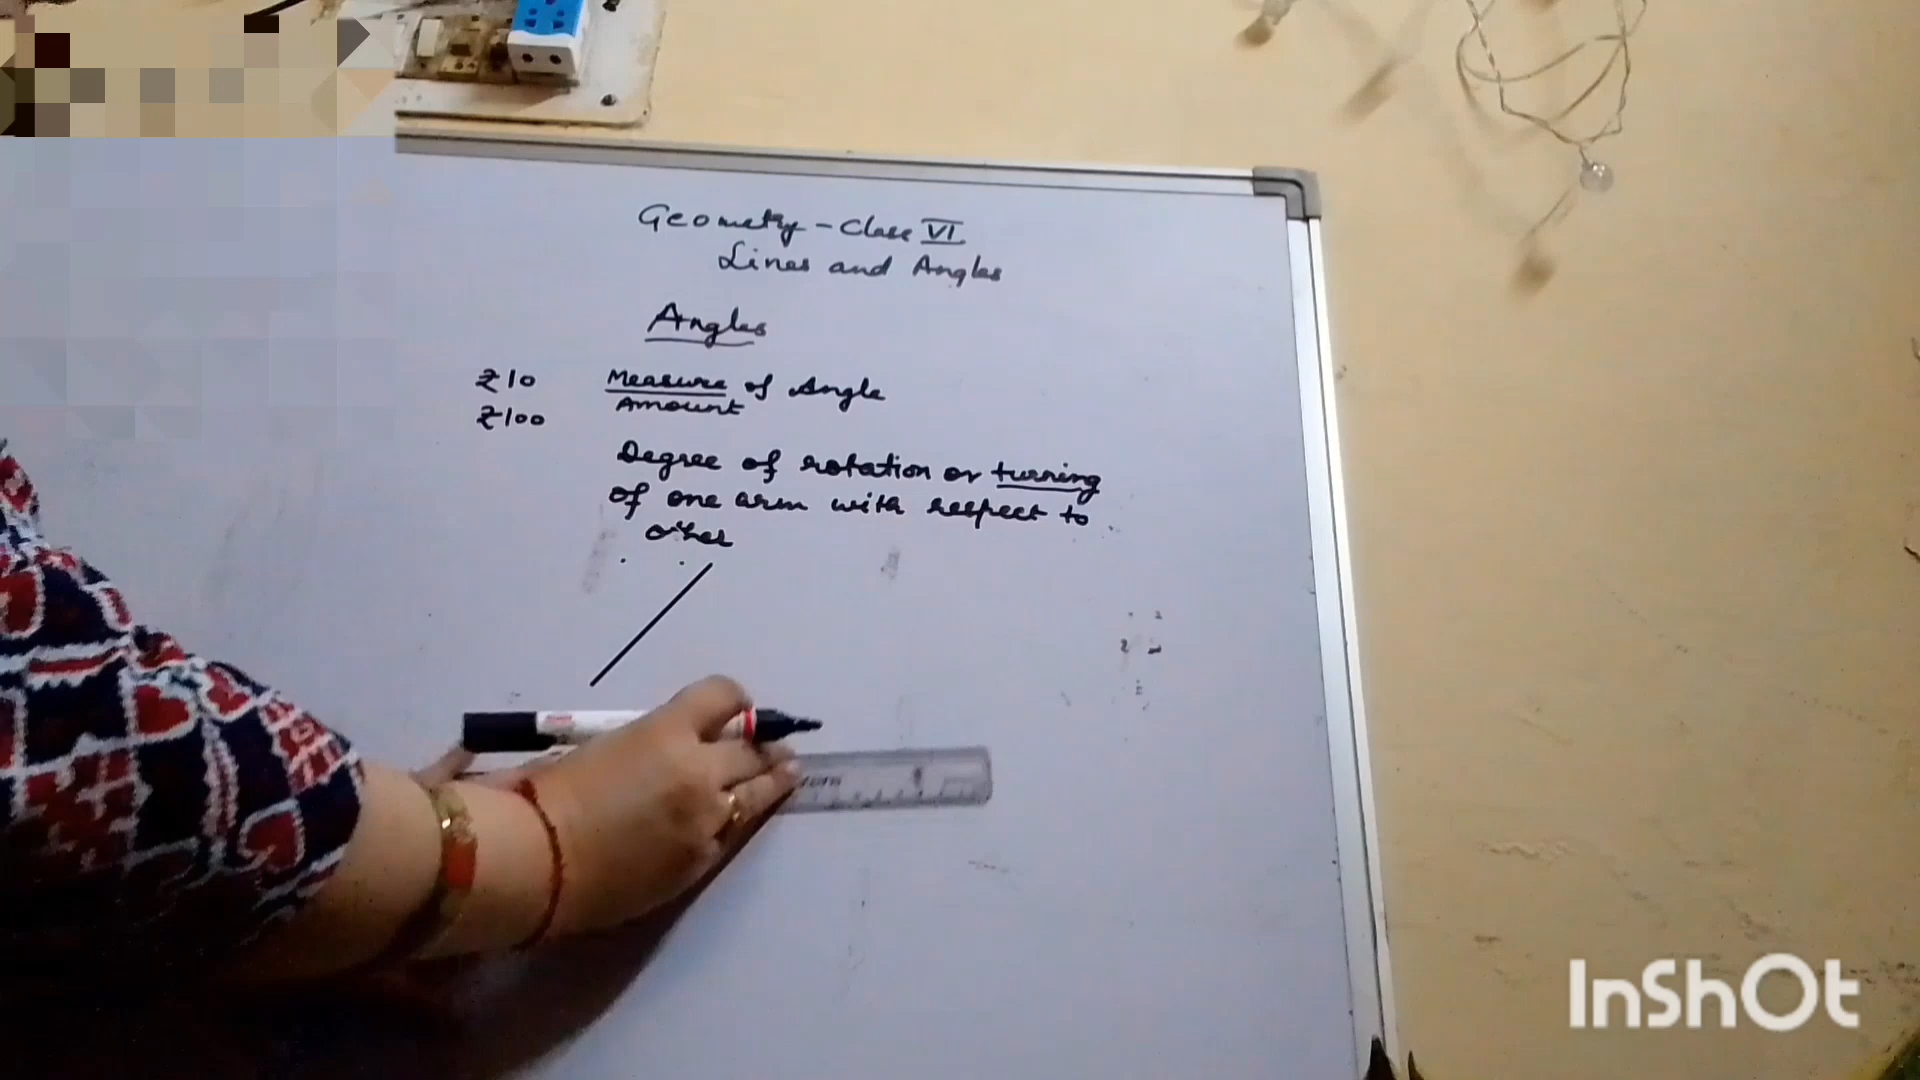 Geometry - Class VI
Lines and Angles
Angles
₹10
₹100
Measure of Angle
Amount
Degree of rotation or turning
of one arm with respect to
other
InShOt